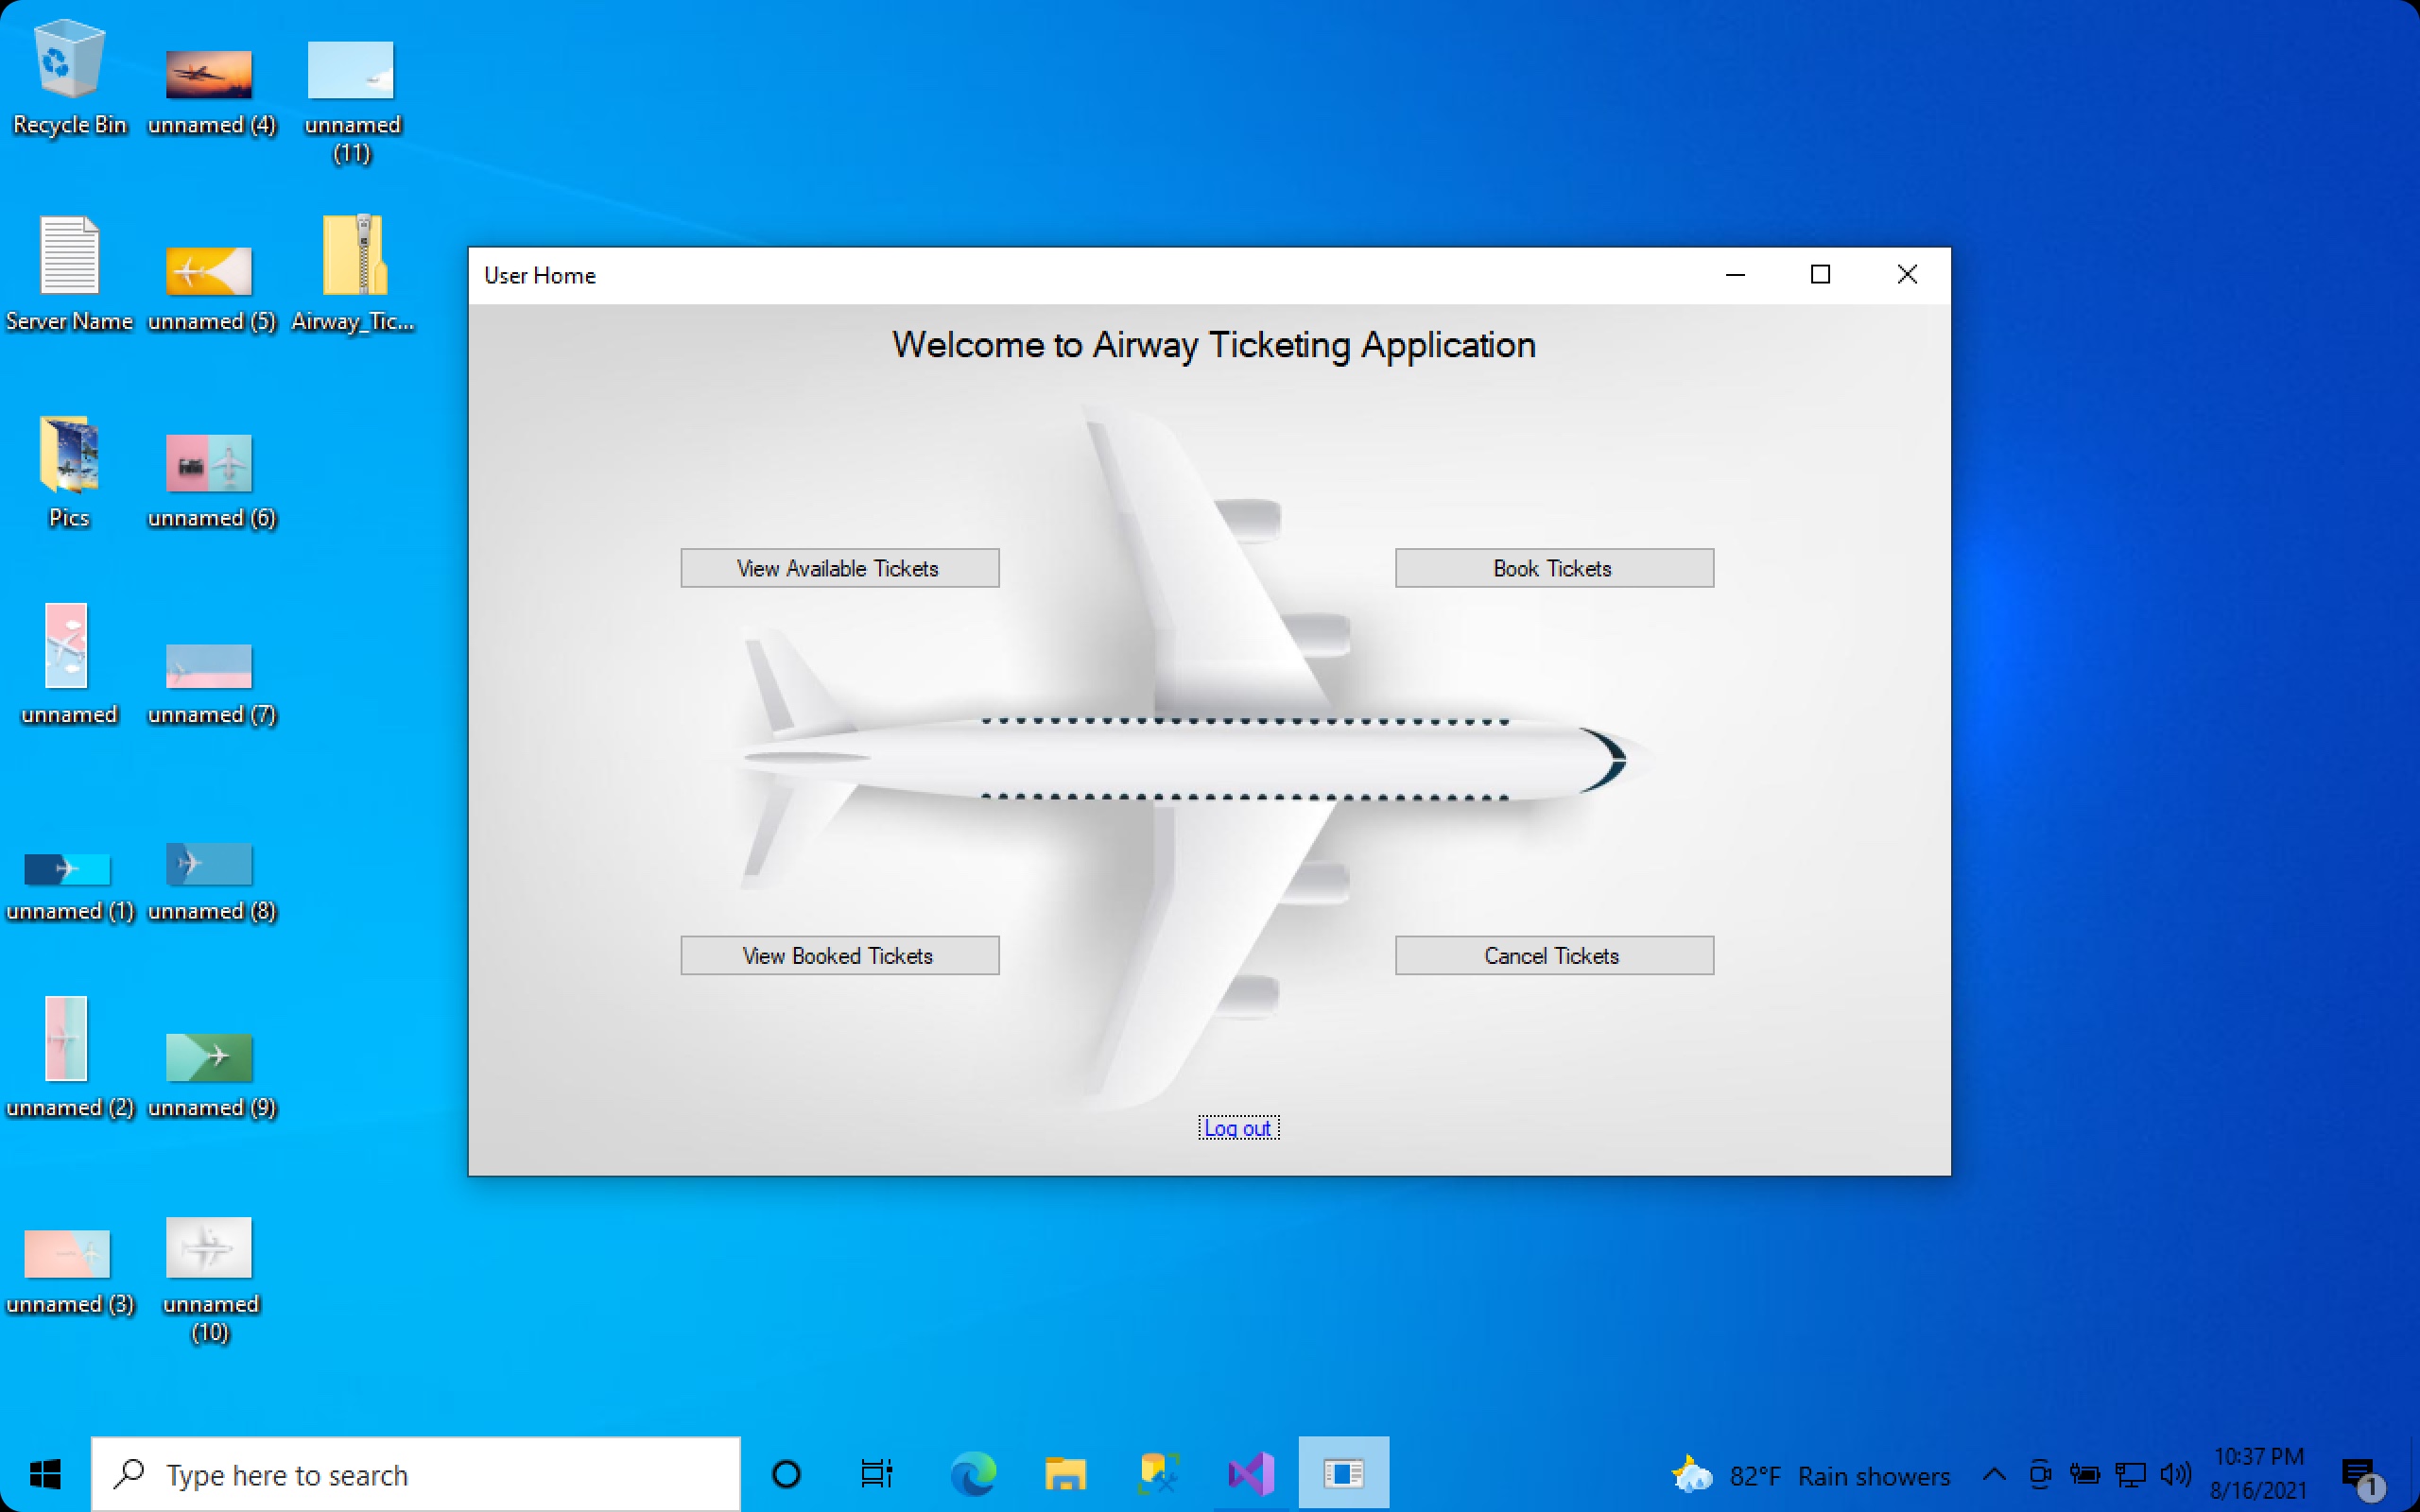 Recycle Bin
unnamed (4)
unnamed
(11)
Server Name
unnamed (5)
Airway_Tic...
Pics
unnamed (6)
unnamed
unnamed (7)
unnamed (1)
unnamed (8)
unnamed (2)
unnamed (9)
unnamed (3)
unnamed
(10)
User Home
Welcome to Airway Ticketing Application
View Available Tickets
Book Tickets
View Booked Tickets
Cancel Tickets
Log out
Type here to search
82°F Rain showers
10:37 PM
8/16/2021
1